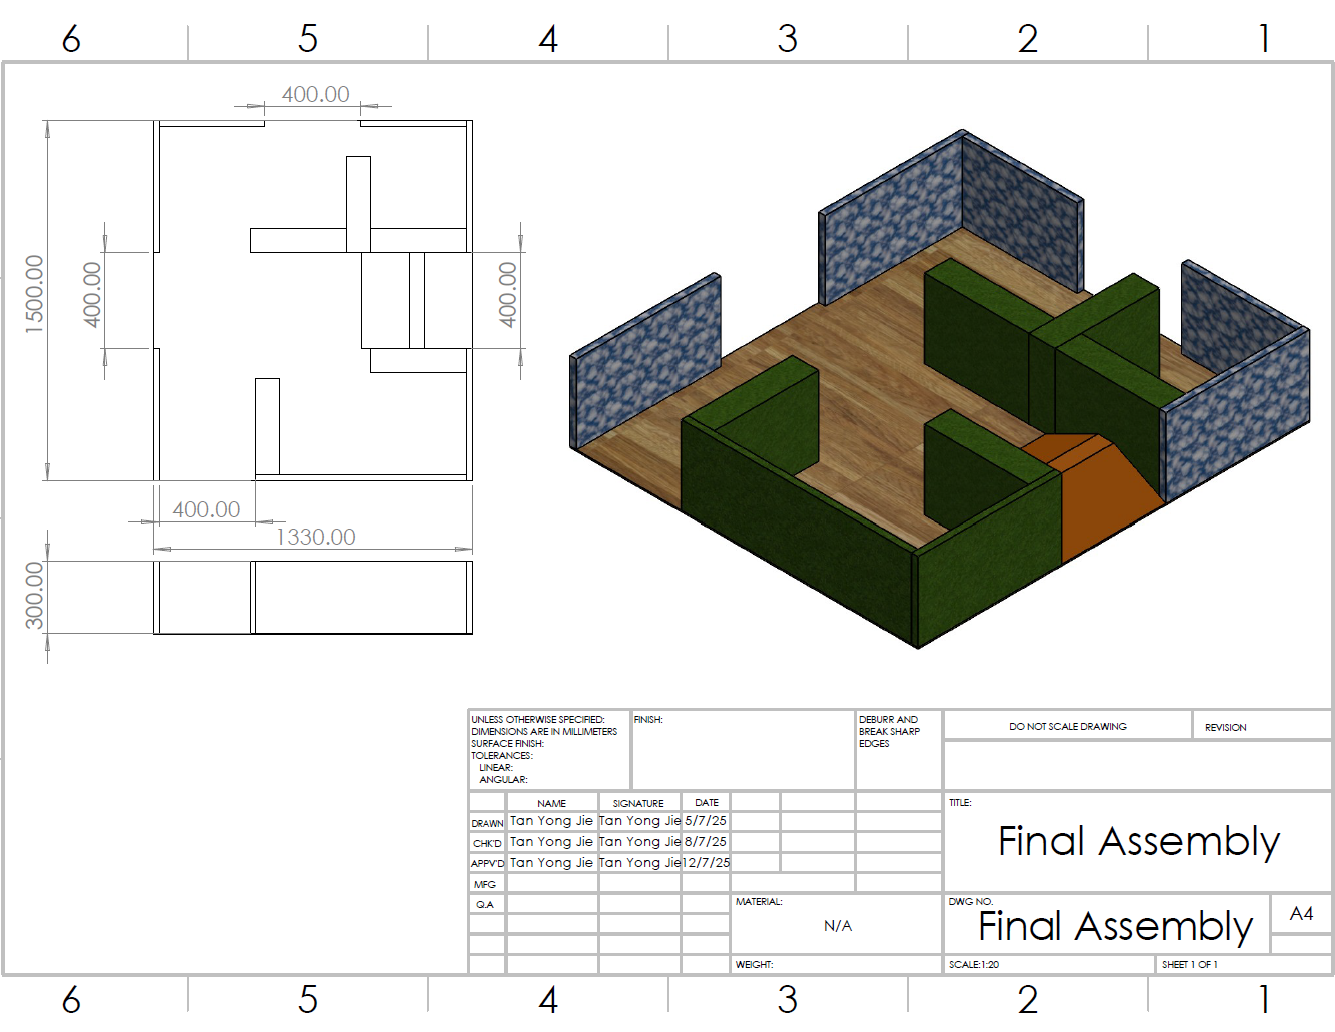 6 5 4 3 2 1
400.00
1500.00
400.00
400.00
400.00
1330.00
300.00
UNLESS OTHERWISE SPECIFIED:
DIMENSIONS ARE IN MILLIMETERS
SURFACE FINISH:
TOLERANCES:
LINEAR:
ANGULAR:
FINISH:
DEBURR AND
BREAK SHARP
EDGES
DO NOT SCALE DRAWING
REVISION
NAME SIGNATURE DATE
DRAWN Tan Yong Jie Tan Yong Jie 5/7/25
CHK'D Tan Yong Jie Tan Yong Jie 8/7/25
APPV'D Tan Yong Jie Tan Yong Jie 12/7/25
MFG
Q.A
TITLE:
Final Assembly
MATERIAL:
N/A
WEIGHT:
DWG NO.
Final Assembly
A4
SCALE:1:20
SHEET 1 OF 1
6 5 4 3 2 1